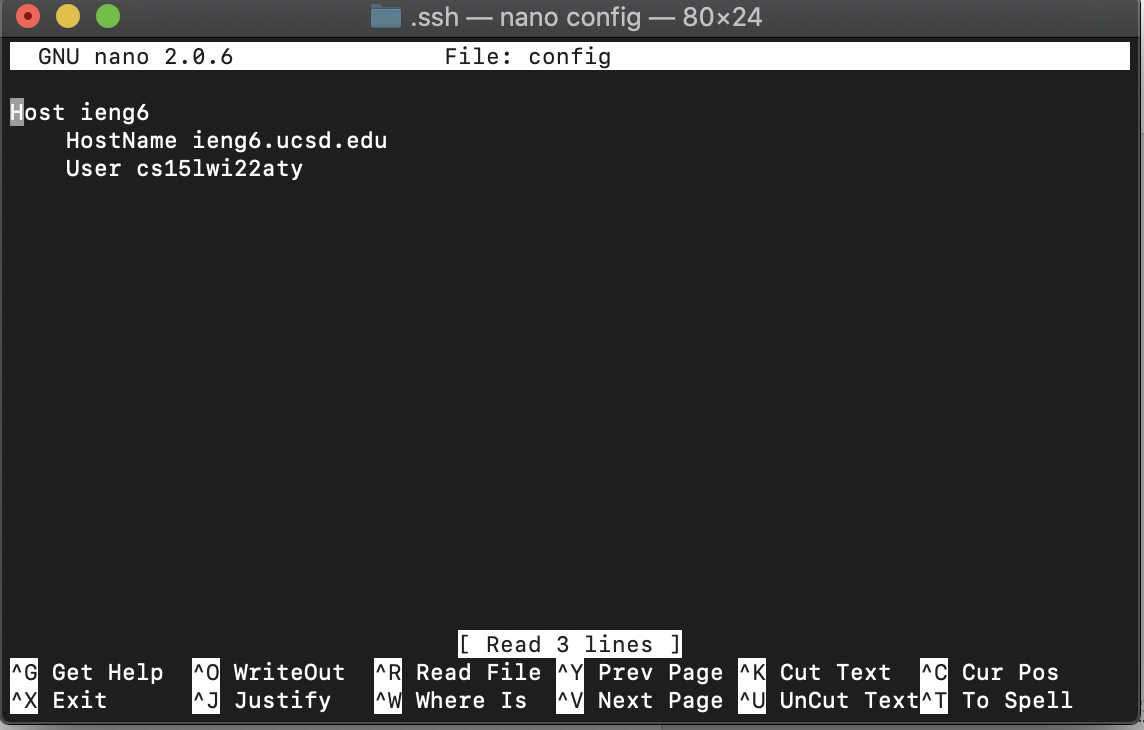 .ssh — nano config — 80×24
GNU nano 2.0.6 File: config
Host ieng6
HostName ieng6.ucsd.edu
User cs15lwi22aty
[ Read 3 lines ]
^G Get Help ^O WriteOut ^R Read File ^Y Prev Page ^K Cut Text ^C Cur Pos
^X Exit ^J Justify ^W Where Is ^V Next Page ^U UnCut Text ^T To Spell